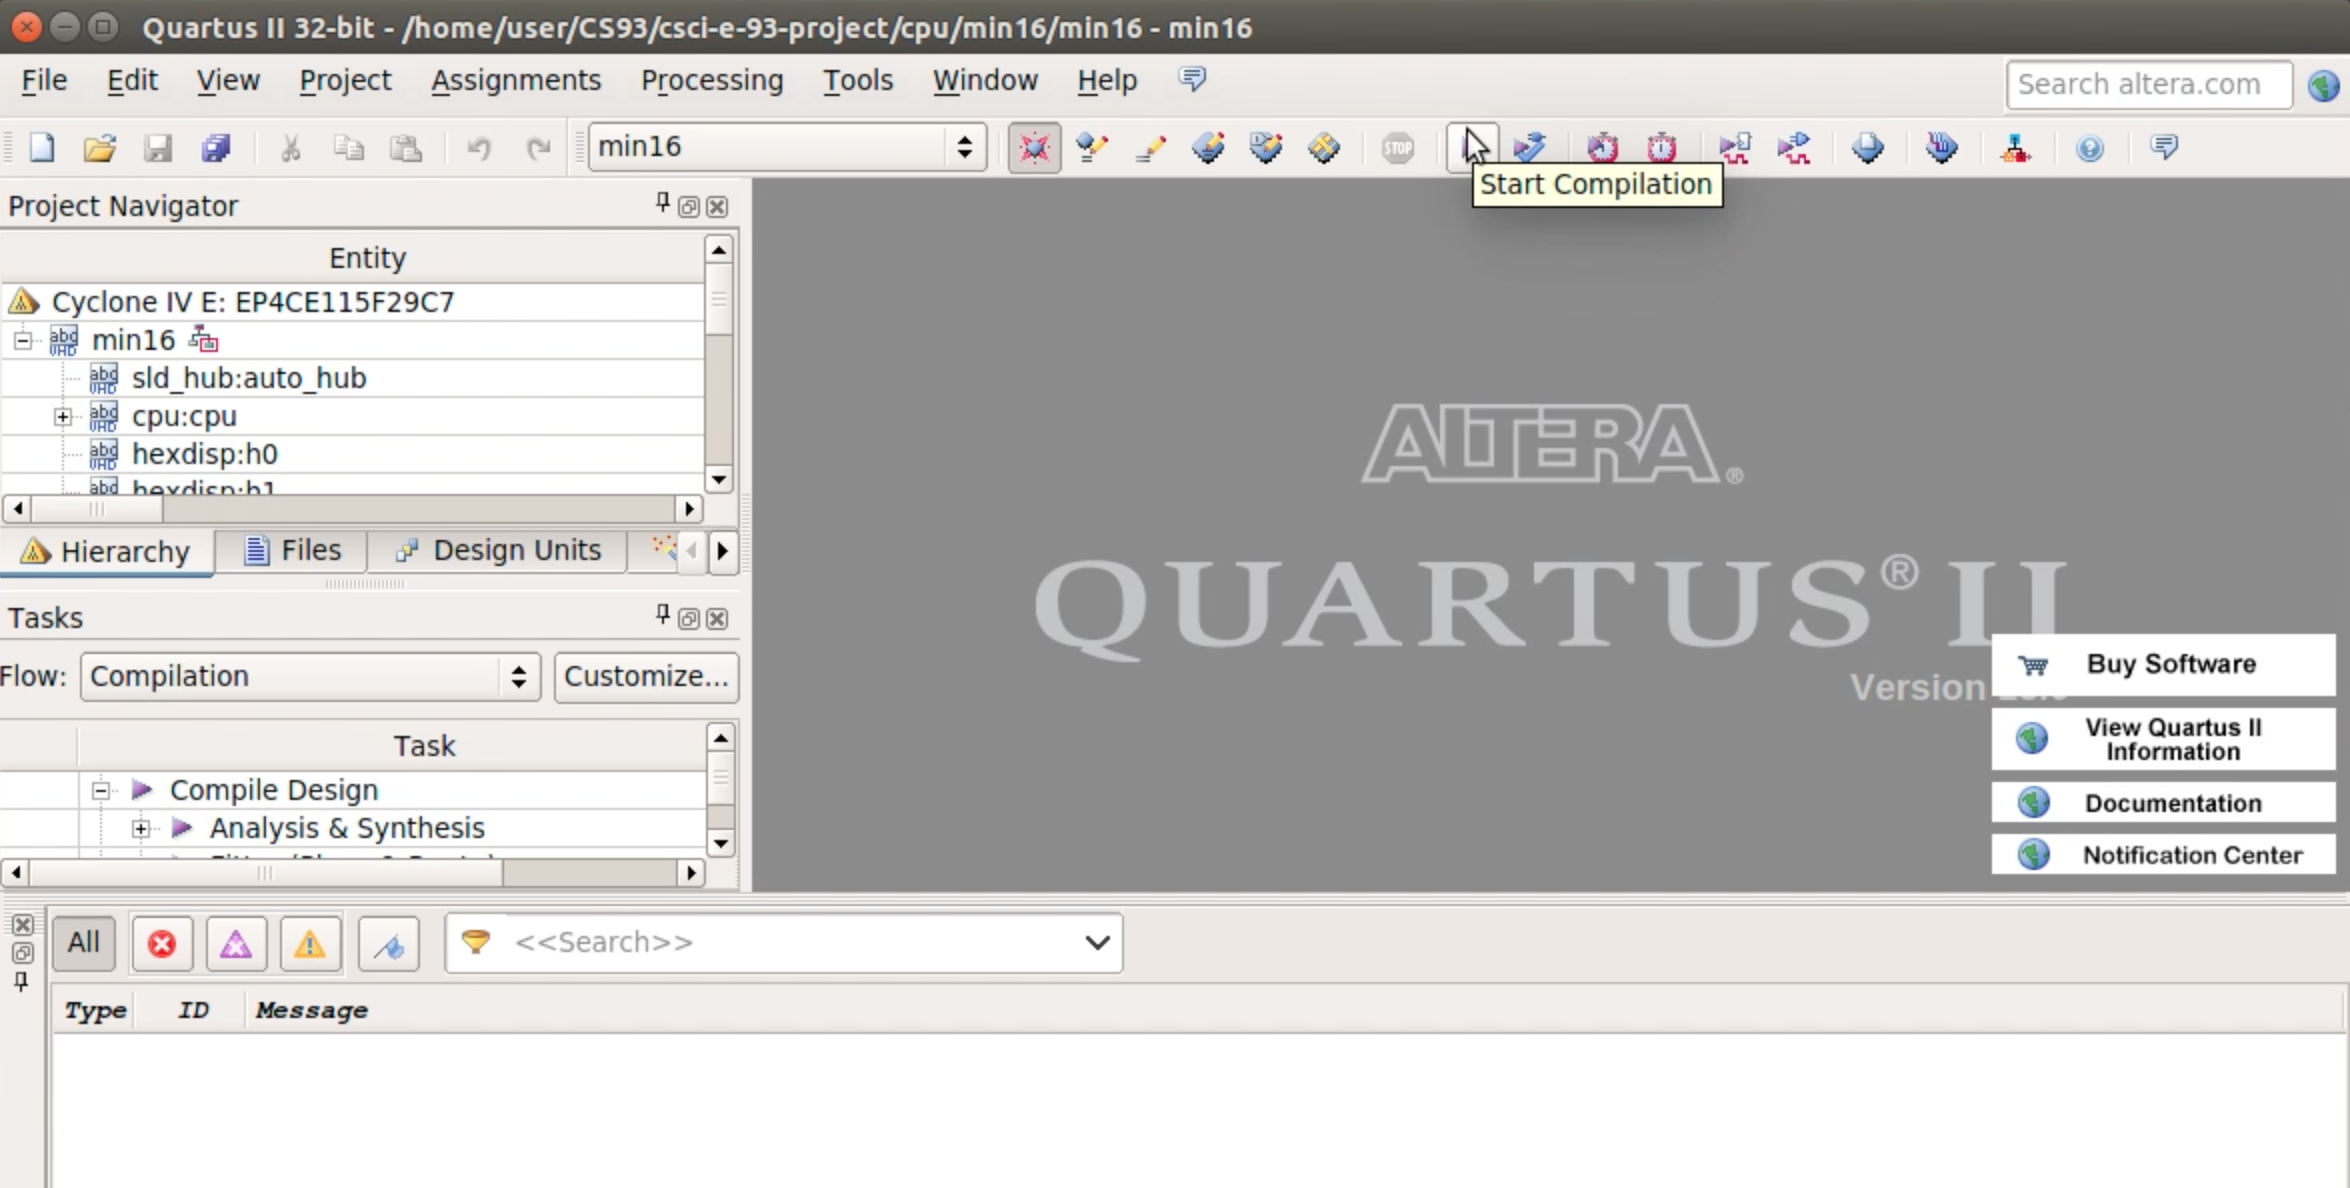 Quartus II 32-bit - /home/user/CS93/csci-e-93-project/cpu/min16/min16 - min16
File Edit View Project Assignments Processing Tools Window Help
Search altera.com
min16
STOP
Start Compilation
Project Navigator
Entity
Cyclone IV E: EP4CE115F29C7
min16
sld_hub:auto_hub
cpu:cpu
hexdisp:h0
hexdisp:h1
Hierarchy Files Design Units
Tasks
Flow: Compilation Customize...
Task
Compile Design
Analysis & Synthesis
ALTERA®
QUARTUS® II
Version
Buy Software
View Quartus II
Information
Documentation
Notification Center
All <<Search>>
Type ID Message